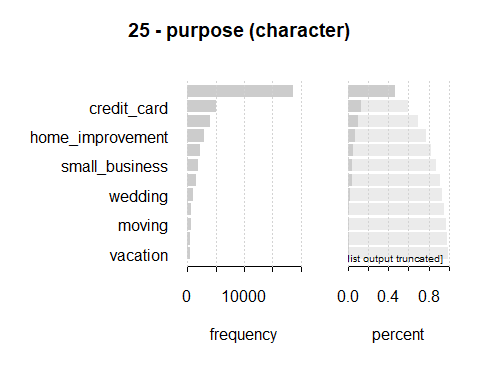 25 - purpose (character)
credit_card
home_improvement
small_business
wedding
moving
vacation
list output truncated]
0 10000
0.0 0.4 0.8
frequency
percent